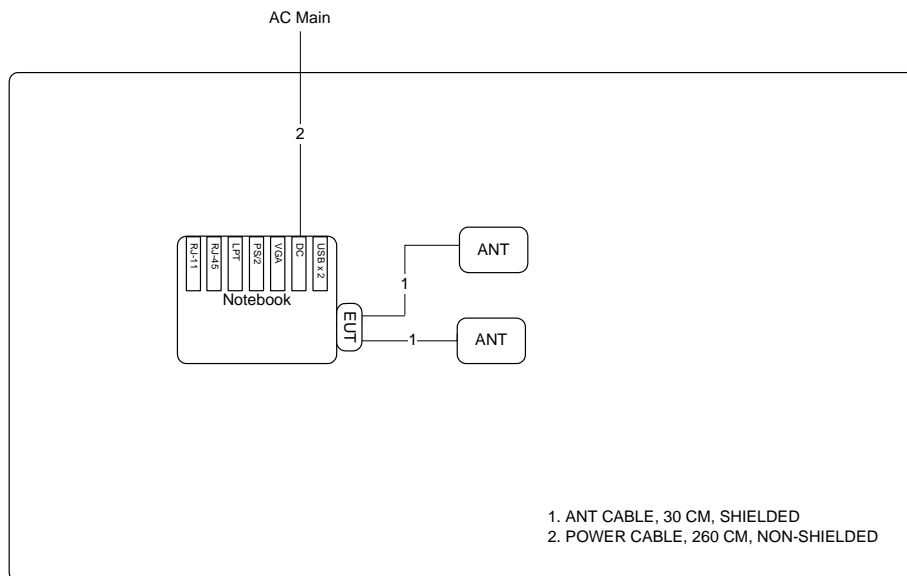 AC Main
2
RJ-11
RJ-45
LPT
PS/2
VGA
DC
USB x 2
Notebook
EUT
1
ANT
1
ANT
1. ANT CABLE, 30 CM, SHIELDED
2. POWER CABLE, 260 CM, NON-SHIELDED